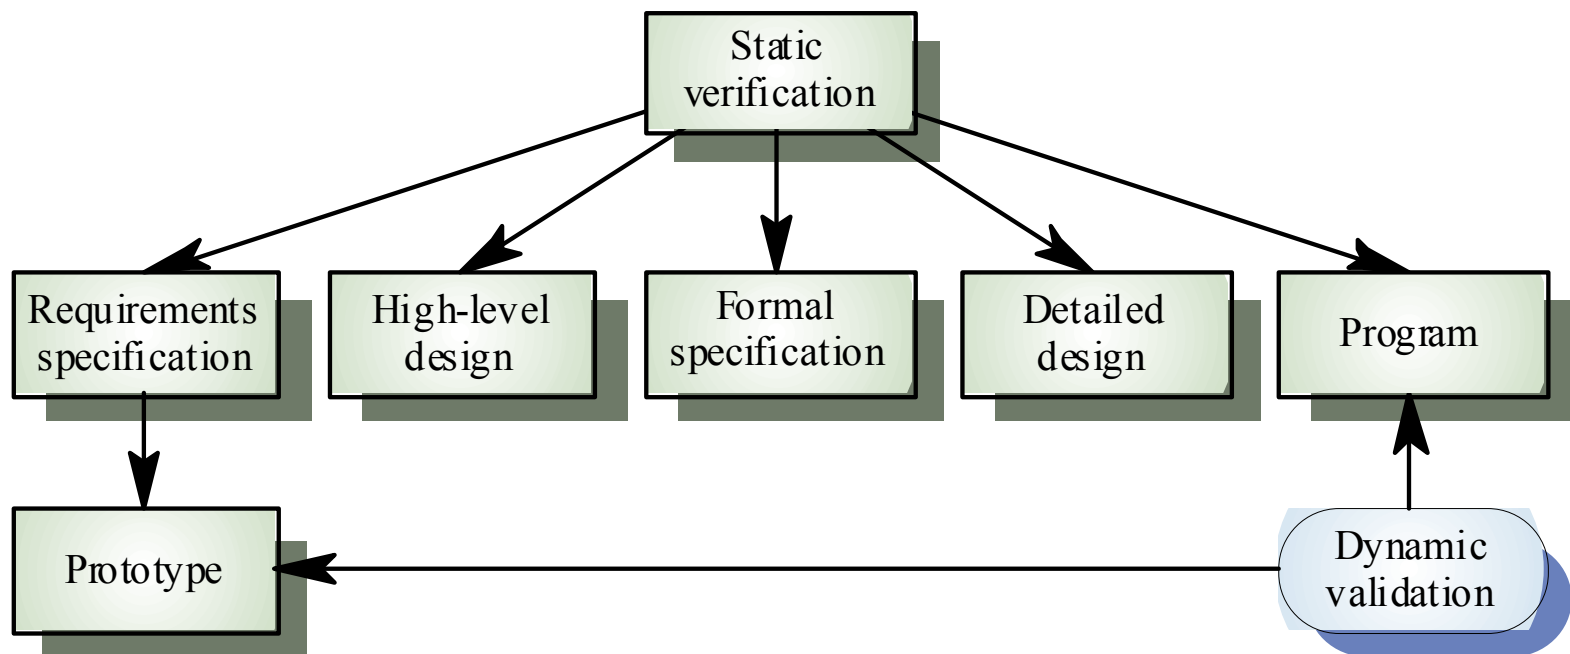 Static
verification
Requirements
specification
High-level
design
Formal
specification
Detailed
design
Program
Prototype
Dynamic
validation